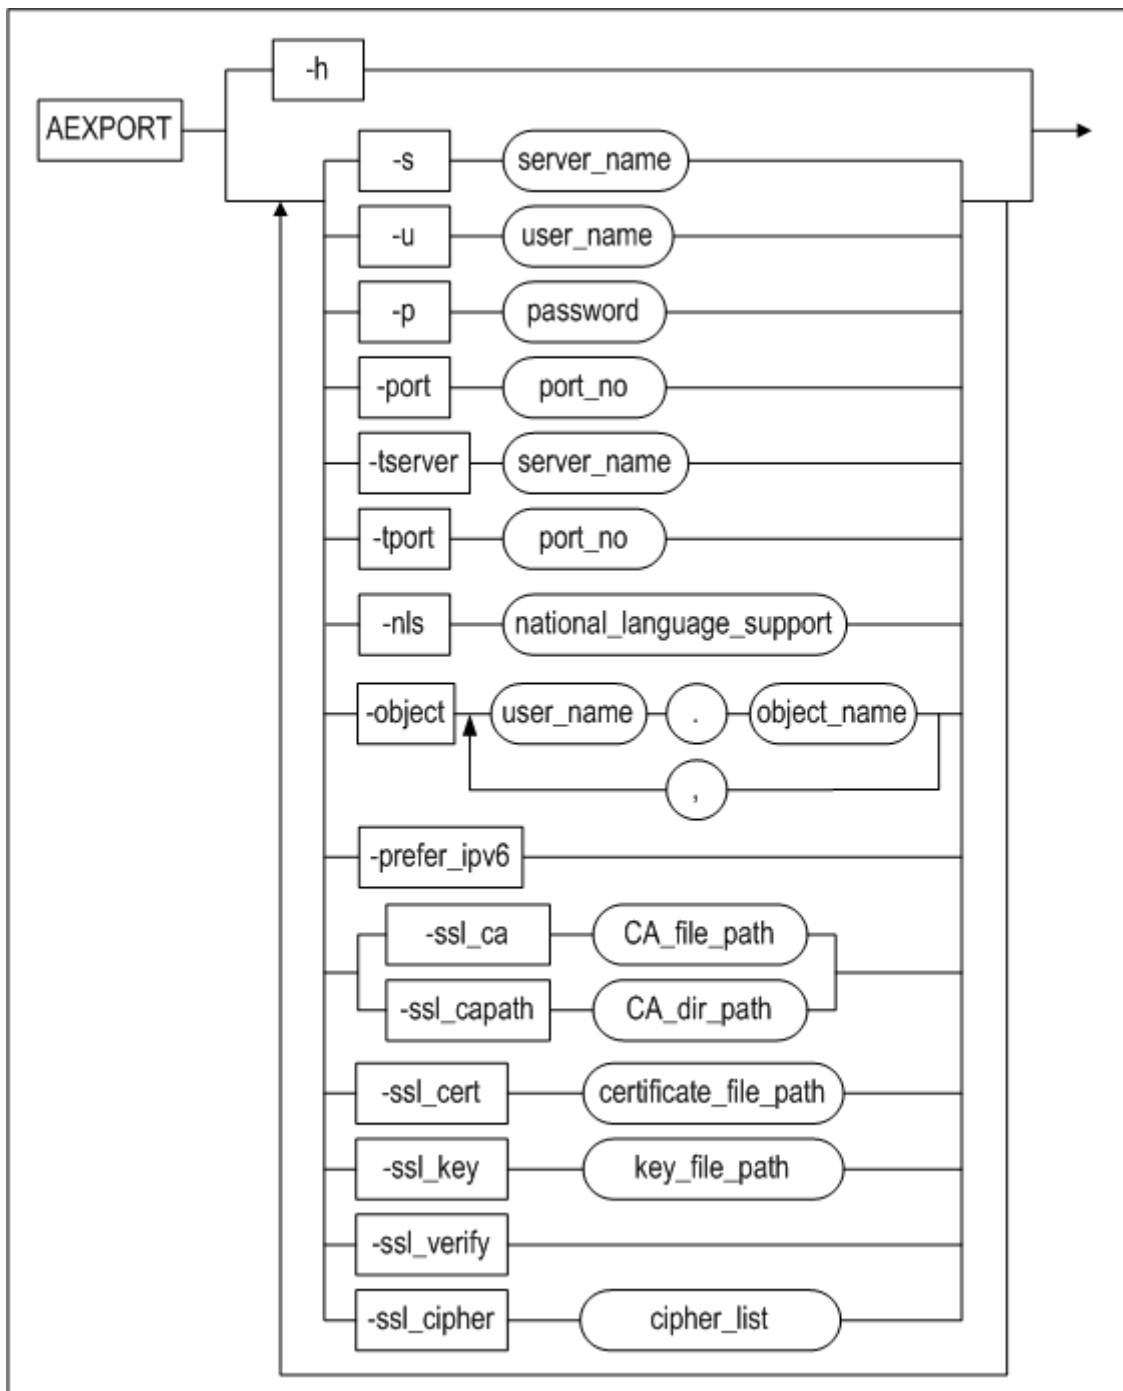 -h
AEXPORT
-s server_name
-u user_name
-p password
-port port_no
-tserver server_name
-tport port_no
-nls national_language_support
-object user_name . object_name
,
-prefer_ipv6
-ssl_ca CA_file_path
-ssl_capath CA_dir_path
-ssl_cert certificate_file_path
-ssl_key key_file_path
-ssl_verify
-ssl_cipher cipher_list